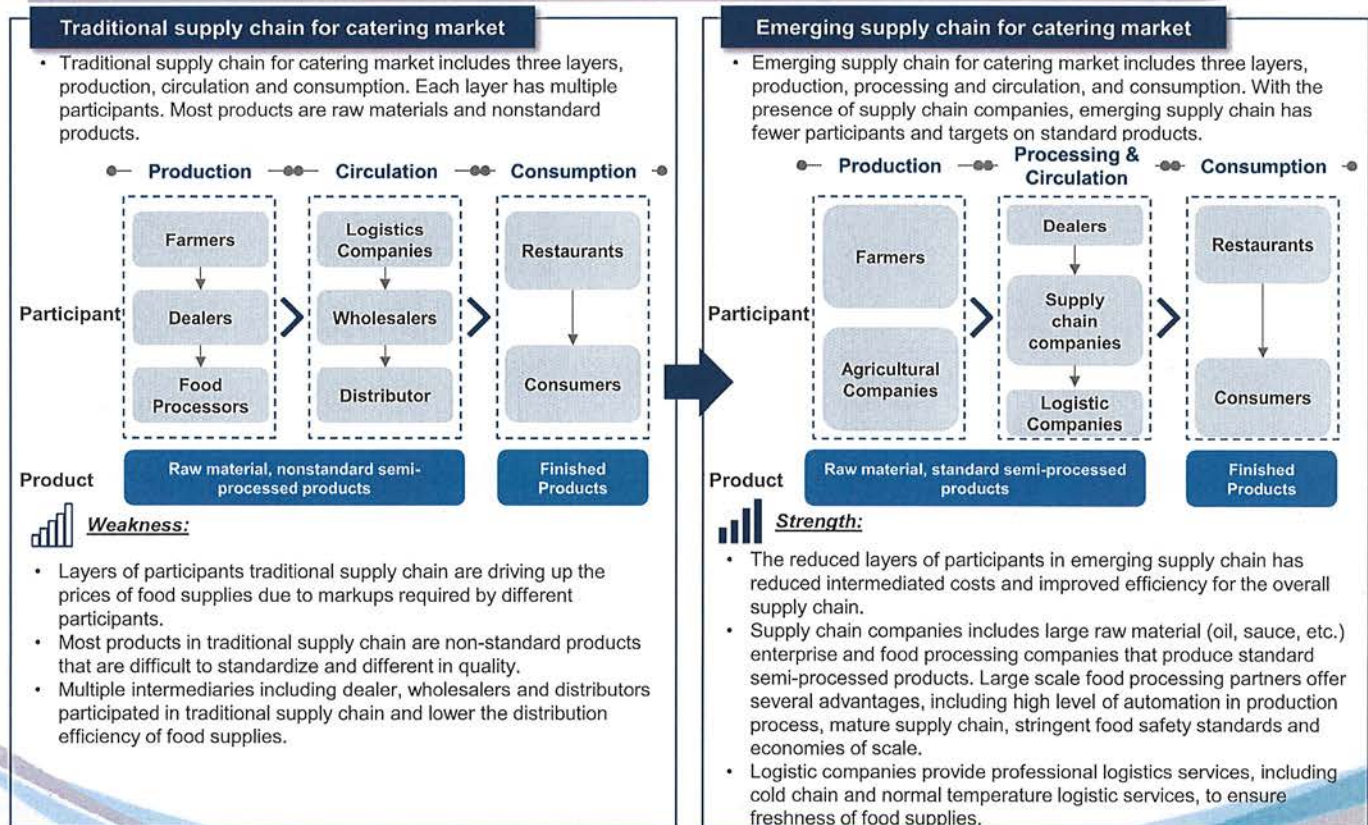 Traditional supply chain for catering market
• Traditional supply chain for catering market includes three layers,
production, circulation and consumption. Each layer has multiple
participants. Most products are raw materials and nonstandard
products.
Production
Circulation
Consumption
Participant
Farmers
Dealers
Food
Processors
Logistics
Companies
Wholesalers
Distributor
Restaurants
Consumers
Product
Raw material, nonstandard semi-
processed products
Finished
Products
Weakness:
• Layers of participants traditional supply chain are driving up the
prices of food supplies due to markups required by different
participants.
• Most products in traditional supply chain are non-standard products
that are difficult to standardize and different in quality.
• Multiple intermediaries including dealer, wholesalers and distributors
participated in traditional supply chain and lower the distribution
efficiency of food supplies.
Emerging supply chain for catering market
• Emerging supply chain for catering market includes three layers,
production, processing and circulation, and consumption. With the
presence of supply chain companies, emerging supply chain has
fewer participants and targets on standard products.
Production
Processing &
Circulation
Consumption
Participant
Farmers
Agricultural
Companies
Dealers
Supply
chain
companies
Logistic
Companies
Restaurants
Consumers
Product
Raw material, standard semi-processed
products
Finished
Products
Strength:
• The reduced layers of participants in emerging supply chain has
reduced intermediated costs and improved efficiency for the overall
supply chain.
• Supply chain companies includes large raw material (oil, sauce, etc.)
enterprise and food processing companies that produce standard
semi-processed products. Large scale food processing partners offer
several advantages, including high level of automation in production
process, mature supply chain, stringent food safety standards and
economies of scale.
• Logistic companies provide professional logistics services, including
cold chain and normal temperature logistic services, to ensure
freshness of food supplies.